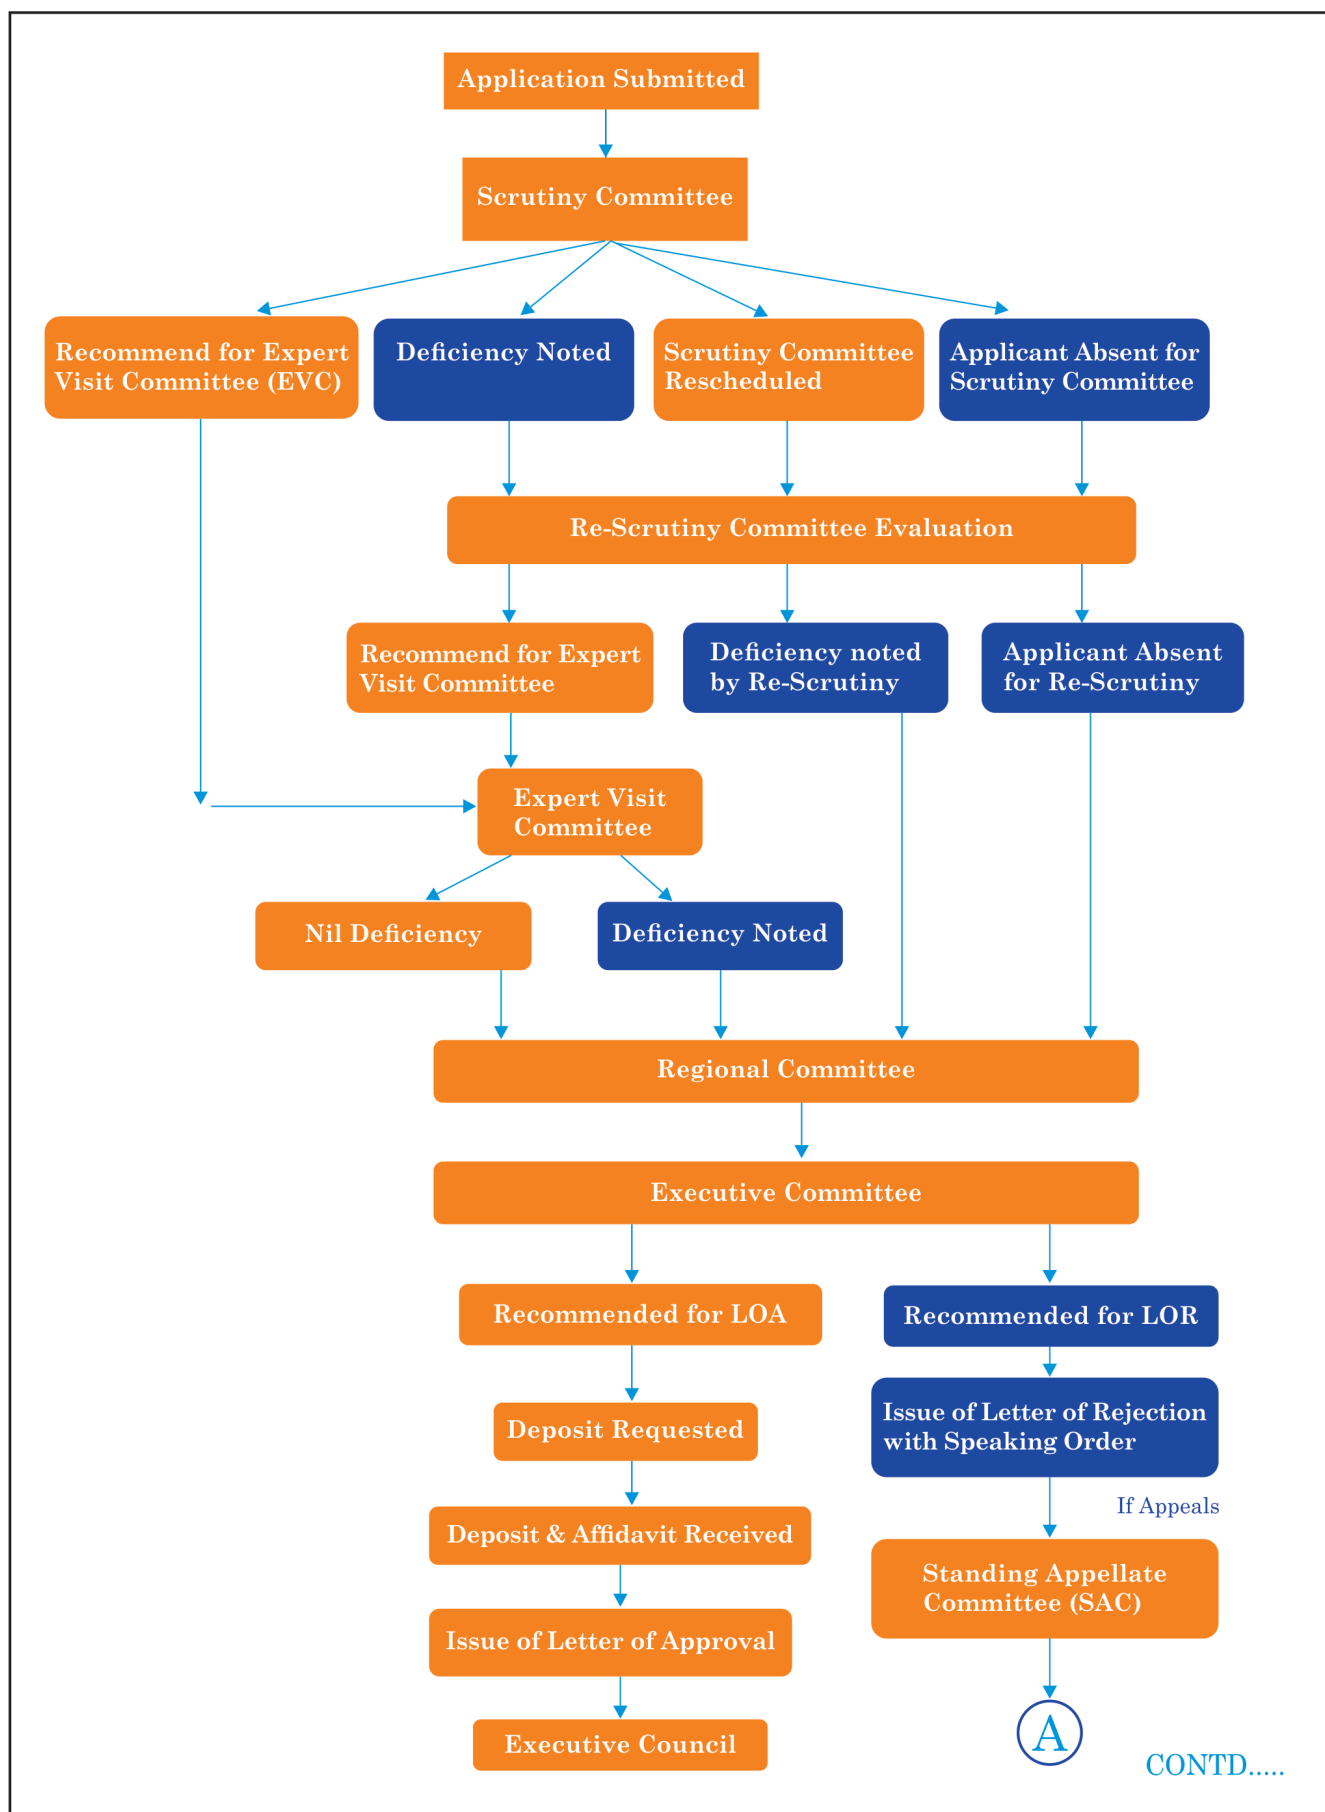 Application Submitted
Scrutiny Committee
Recommend for Expert
Visit Committee (EVC)
Deficiency Noted
Scrutiny Committee
Rescheduled
Applicant Absent for
Scrutiny Committee
Re-Scrutiny Committee Evaluation
Recommend for Expert
Visit Committee
Deficiency noted
by Re-Scrutiny
Applicant Absent
for Re-Scrutiny
Expert Visit
Committee
Nil Deficiency
Deficiency Noted
Regional Committee
Executive Committee
Recommended for LOA
Recommended for LOR
Deposit Requested
Issue of Letter of Rejection
with Speaking Order
If Appeals
Deposit & Affidavit Received
Standing Appellate
Committee (SAC)
Issue of Letter of Approval
Executive Council
A
CONTD.....